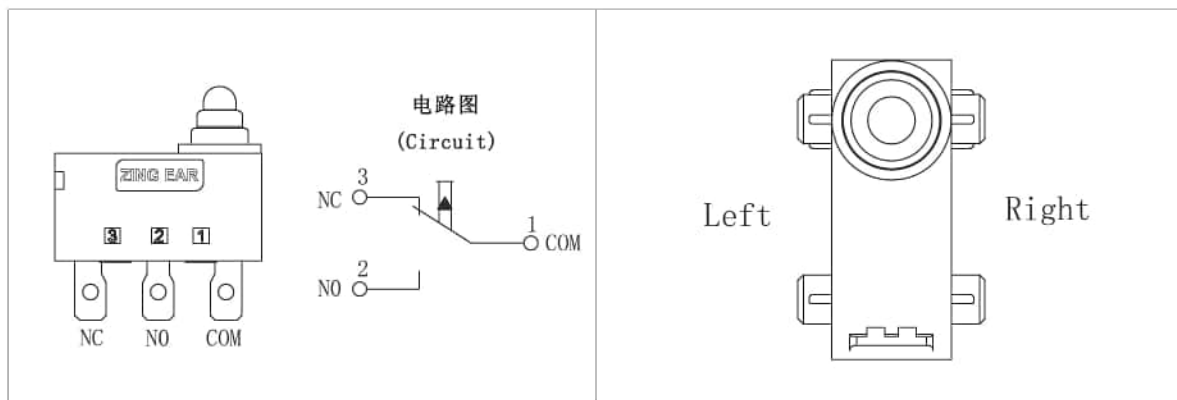 ZING EAR
3 2 1
NC NO COM
电路图
(Circuit)
3
NC
1
COM
2
NO
Left
Right